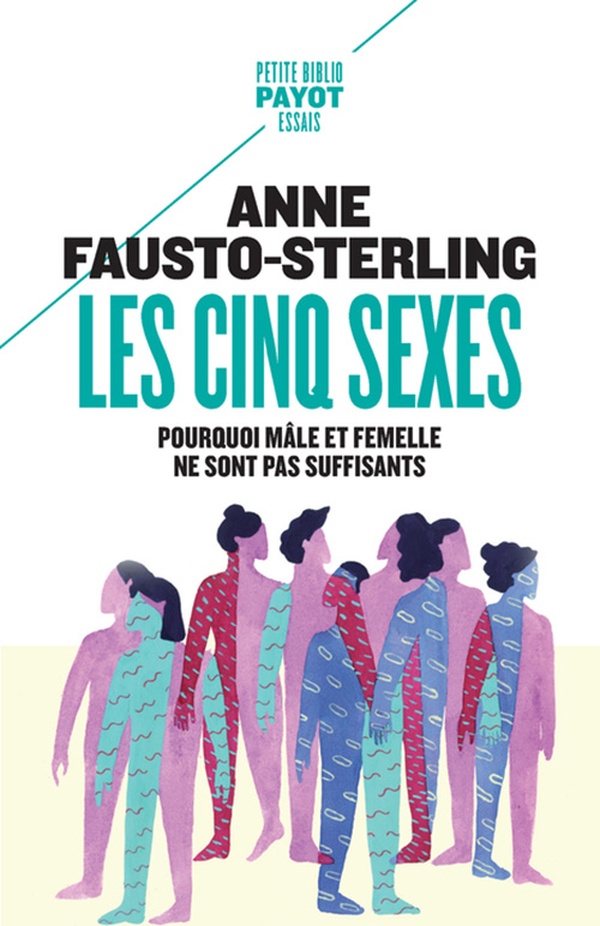 PETITE BIBLIO
PAYOT
ESSAIS
ANNE
FAUSTO-STERLING
LES CINQ SEXES
POURQUOI MÂLE ET FEMELLE
NE SONT PAS SUFFISANTS